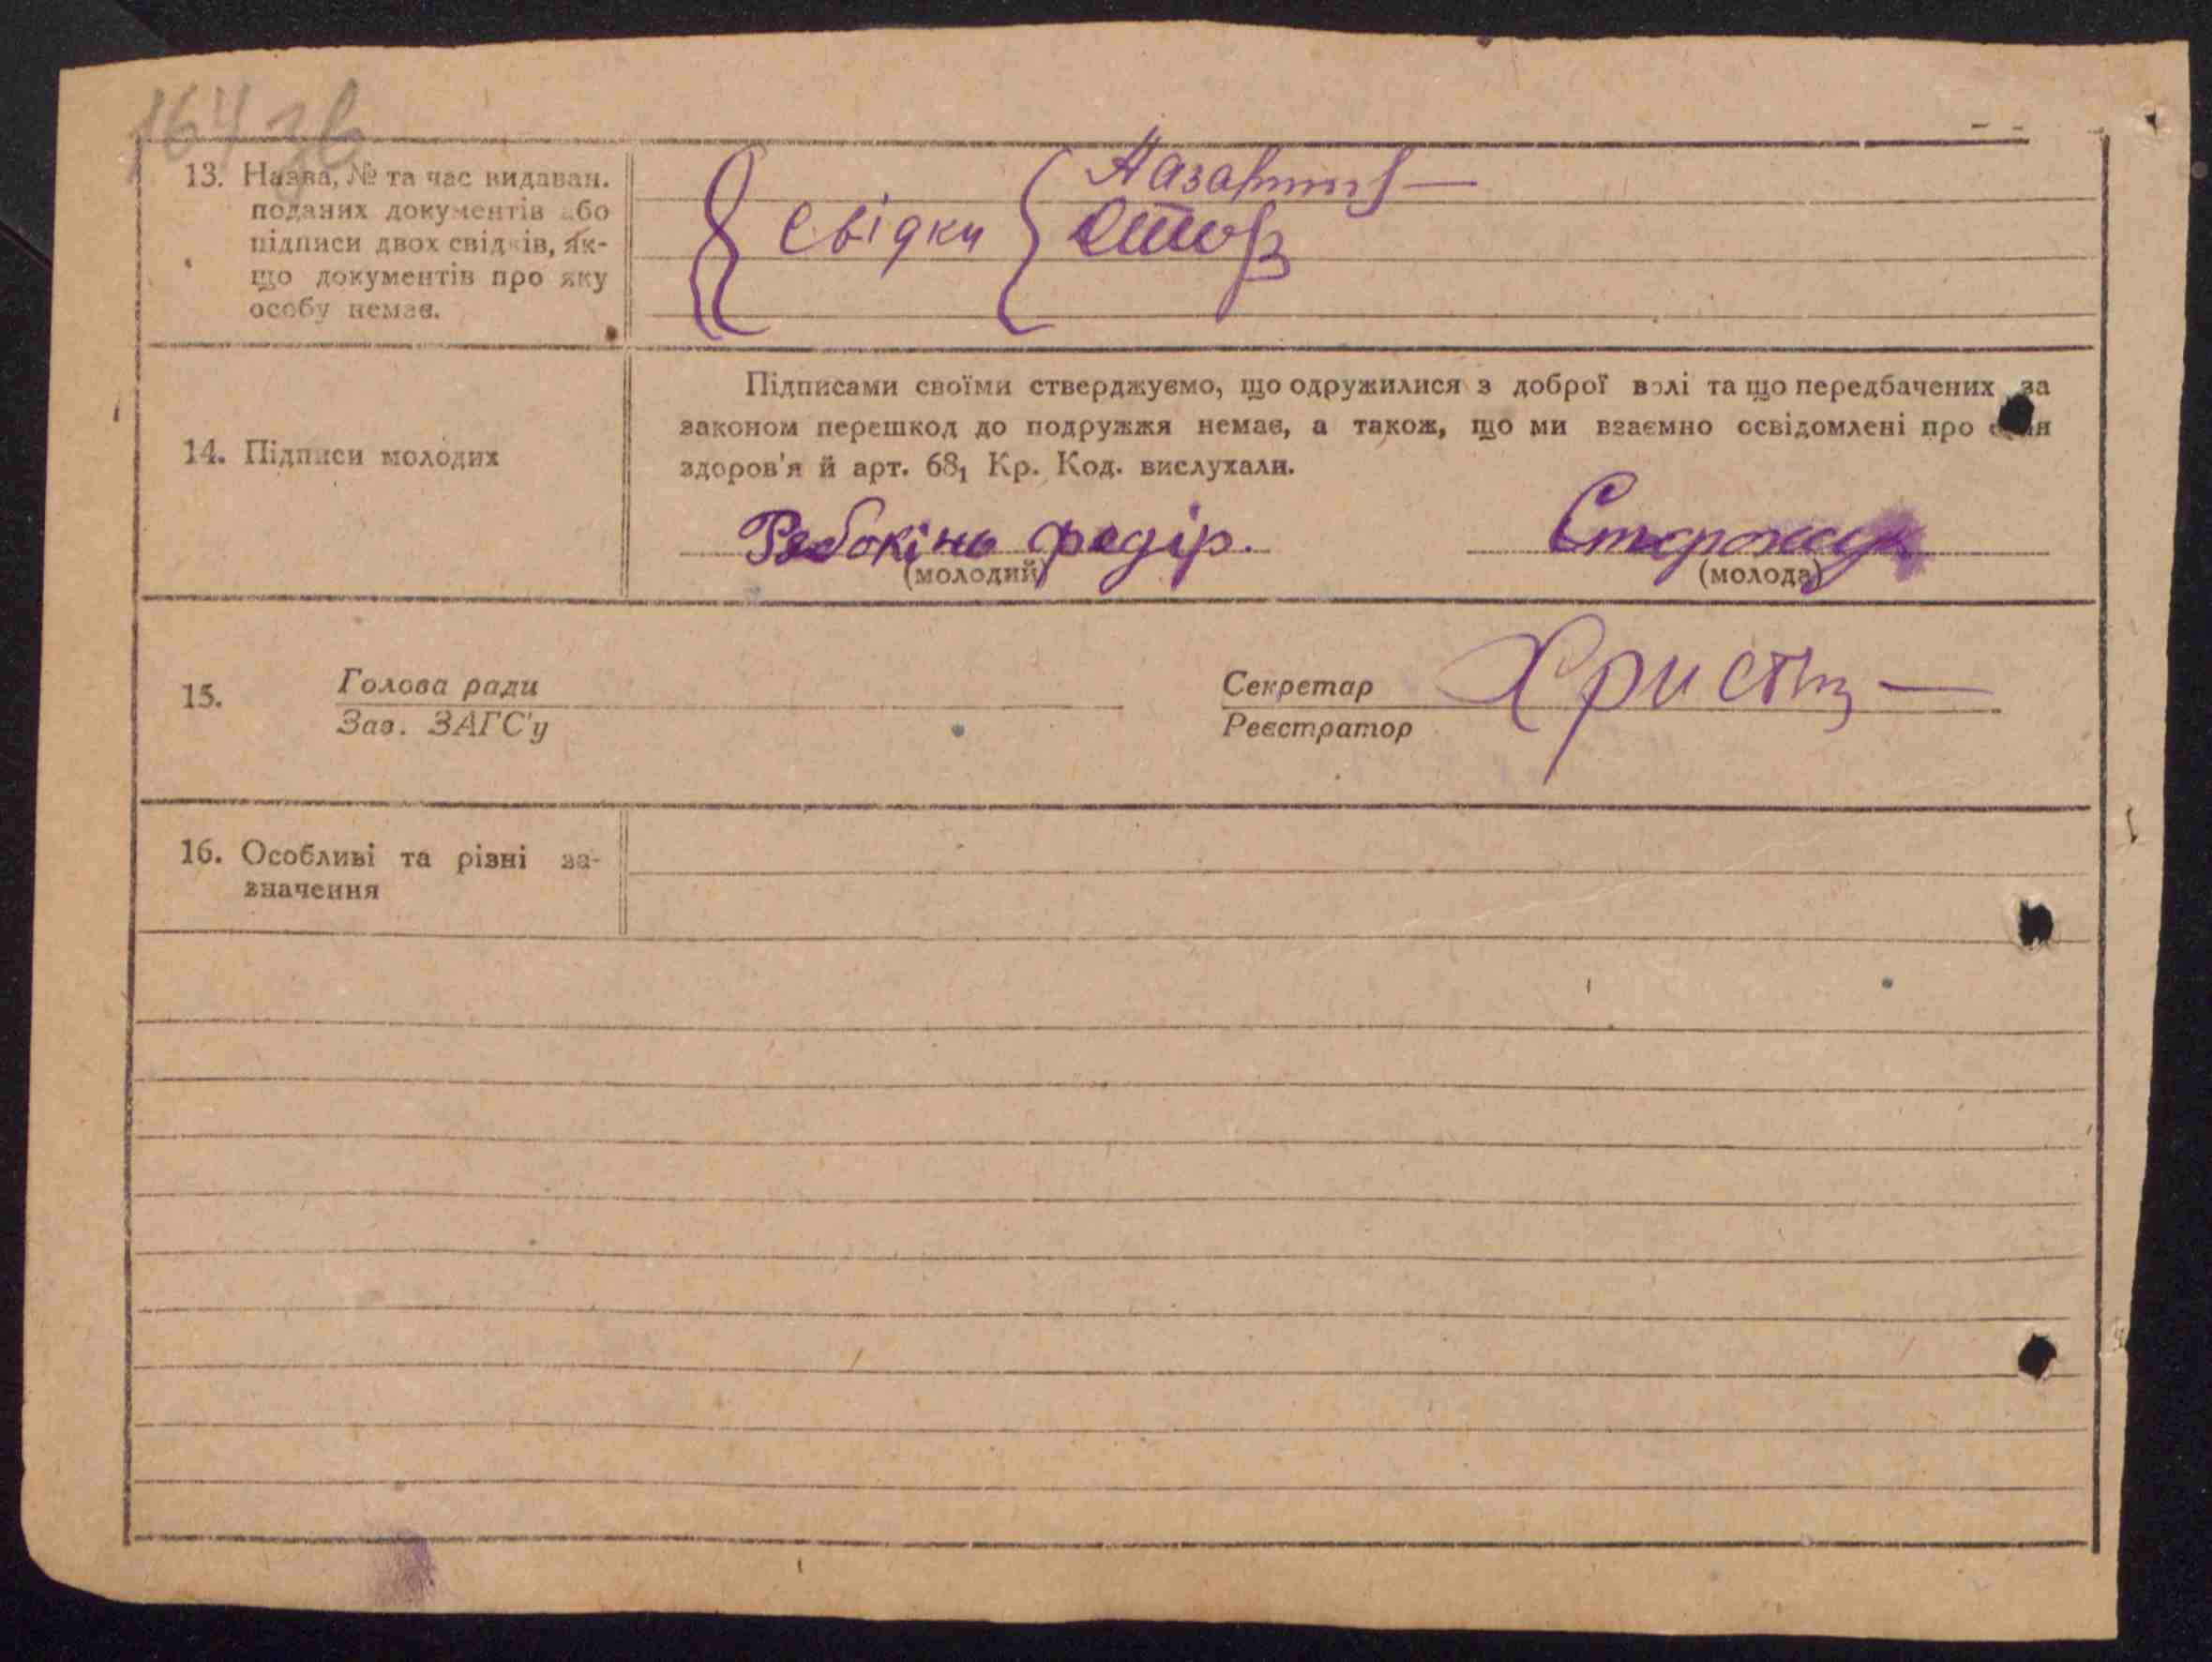 164 зв
13. Назва, № та час видаван.
поданих документів або
підписи двох свідків, як-
що документів про яку
особу немає.
Свідки
14. Підписи молодих
Підписами своїми стверджуємо, що одружилися з доброї волі та що передбачених за
законом перешкод до подружжя немає, а також, що ми взаємно освідомлені про
здоров'я й арт. 68₁ Кр. Код. вислухали.
Рябокінь федір.
(молодий)
(молода)
15.
Голова ради
Зав. ЗАГС'у
Секретар
Реєстратор
16. Особливі та різні за-
значення